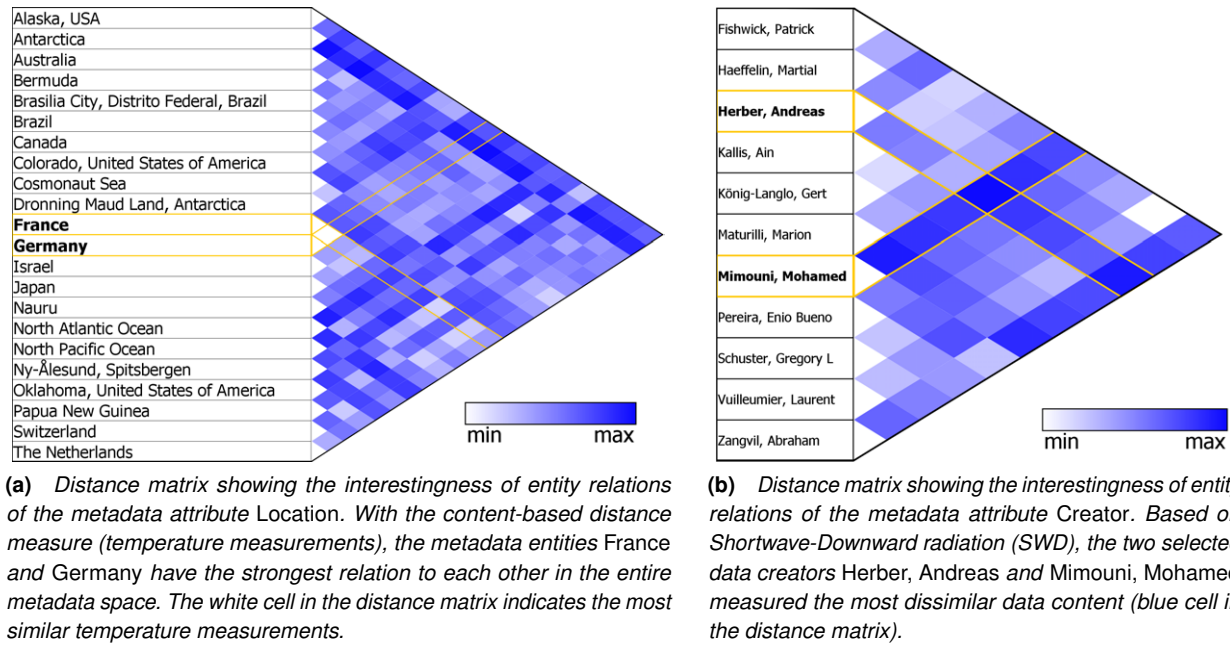 Alaska, USA
Antarctica
Australia
Bermuda
Brasilia City, Distrito Federal, Brazil
Brazil
Canada
Colorado, United States of America
Cosmonaut Sea
Dronning Maud Land, Antarctica
France
Germany
Israel
Japan
Nauru
North Atlantic Ocean
North Pacific Ocean
Ny-Ålesund, Spitsbergen
Oklahoma, United States of America
Papua New Guinea
Switzerland
The Netherlands
min max
(a) Distance matrix showing the interestingness of entity relations
of the metadata attribute Location. With the content-based distance
measure (temperature measurements), the metadata entities France
and Germany have the strongest relation to each other in the entire
metadata space. The white cell in the distance matrix indicates the most
similar temperature measurements.
Fishwick, Patrick
Haeffelin, Martial
Herber, Andreas
Kallis, Ain
König-Langlo, Gert
Maturilli, Marion
Mimouni, Mohamed
Pereira, Enio Bueno
Schuster, Gregory L
Vuilleumier, Laurent
Zangvil, Abraham
min max
(b) Distance matrix showing the interestingness of entit
relations of the metadata attribute Creator. Based o
Shortwave-Downward radiation (SWD), the two selecte
data creators Herber, Andreas and Mimouni, Mohame
measured the most dissimilar data content (blue cell i
the distance matrix).